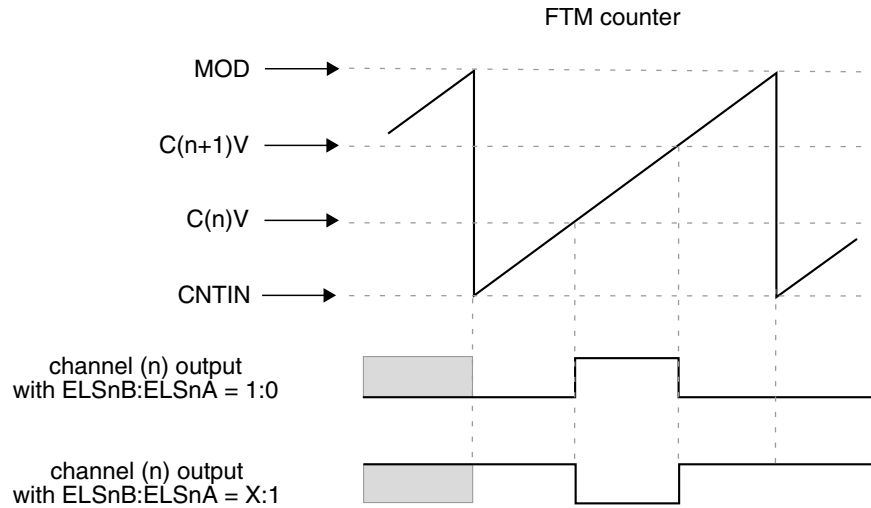 FTM counter
MOD
C(n+1)V
C(n)V
CNTIN
channel (n) output
with ELSnB:ELSnA = 1:0
channel (n) output
with ELSnB:ELSnA = X:1